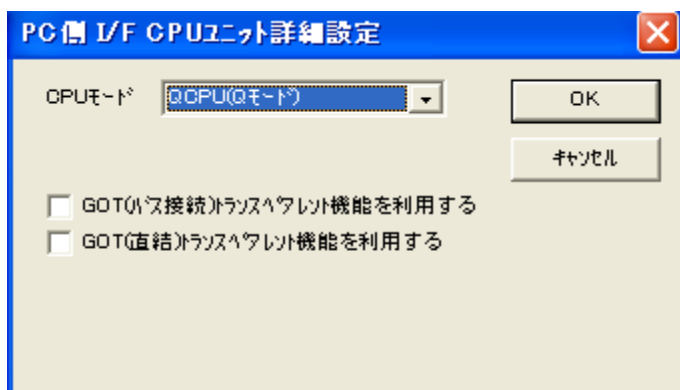 PC側 I/F CPUユニット詳細設定
CPUモード QCPU(Qモード)
OK
キャンセル
GOT(バス接続)トランスペアレント機能を利用する
GOT(直結)トランスペアレント機能を利用する